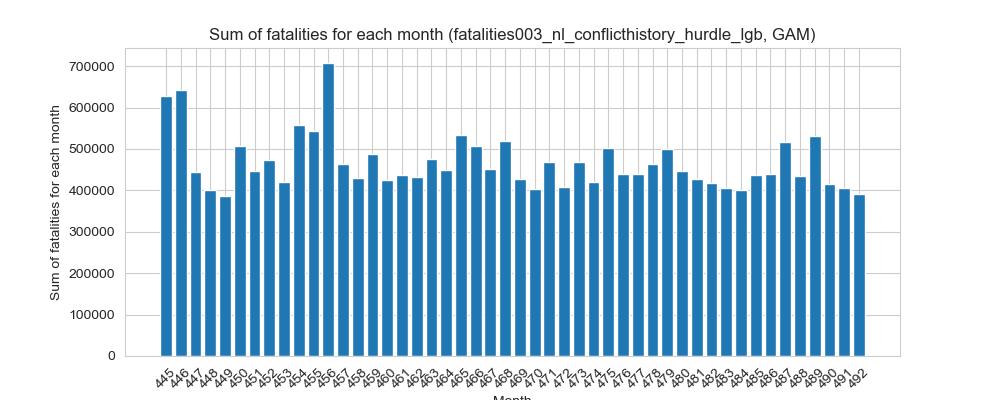 Sum of fatalities for each month (fatalities003_nl_conflicthistory_hurdle_lgb, GAM)
Sum of fatalities for each month
700000
600000
500000
400000
300000
200000
100000
0
445 446 447 448 449 450 451 452 453 454 455 456 457 458 459 460 461 462 463 464 465 466 467 468 469 470 471 472 473 474 475 476 477 478 479 480 481 482 483 484 485 486 487 488 489 490 491 492
Month